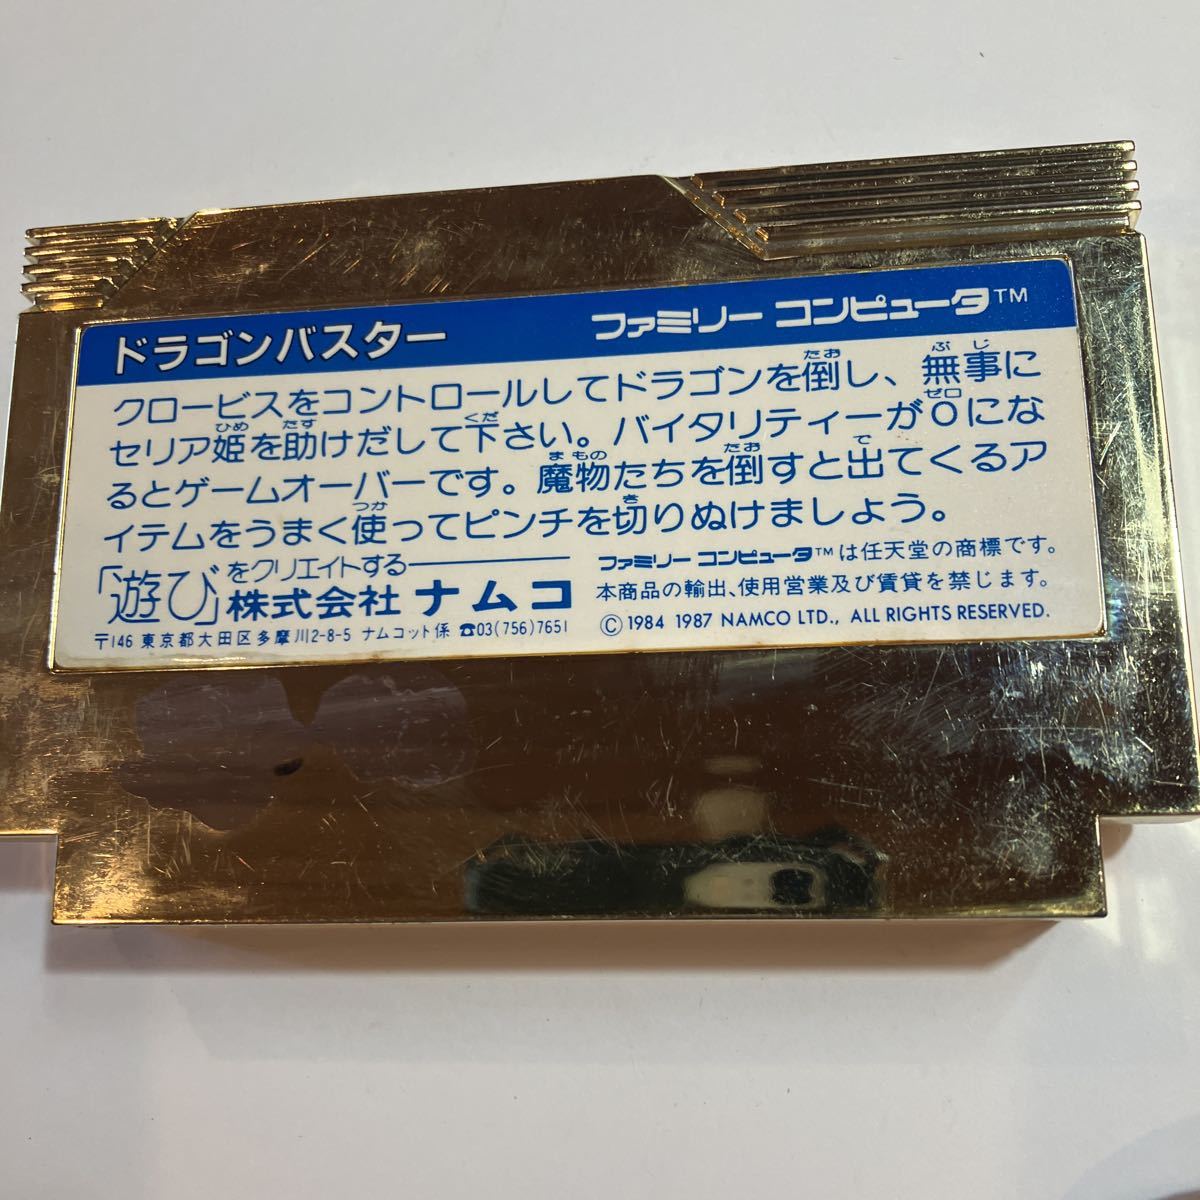 ドラゴンバスター ファミリー コンピュータ™
クロービスをコントロールしてドラゴンを倒し、無事に
セリア姫を助けだして下さい。バイタリティーが0にな
るとゲームオーバーです。魔物たちを倒すと出てくるア
イテムをうまく使ってピンチを切りぬけましょう。
「遊び」をクリエイトする
株式会社 ナムコ
〒146 東京都大田区多摩川2-8-5 ナムコット係 ☎03(756)7651
ファミリー コンピュータ™は任天堂の商標です。
本商品の輸出、使用営業及び賃貸を禁じます。
© 1984 1987 NAMCO LTD., ALL RIGHTS RESERVED.